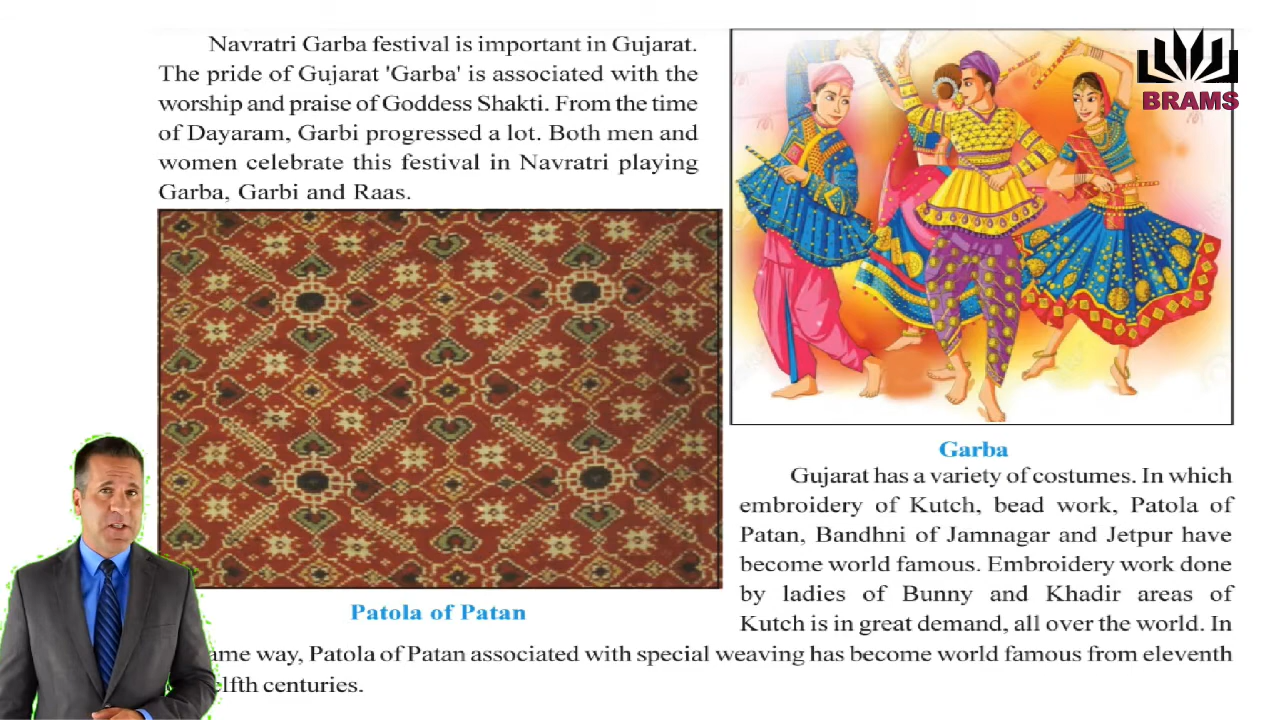 Navratri Garba festival is important in Gujarat.
The pride of Gujarat 'Garba' is associated with the
worship and praise of Goddess Shakti. From the time
of Dayaram, Garbi progressed a lot. Both men and
women celebrate this festival in Navratri playing
Garba, Garbi and Raas.
BRAMS
Patola of Patan
Garba
Gujarat has a variety of costumes. In which
embroidery of Kutch, bead work, Patola of
Patan, Bandhni of Jamnagar and Jetpur have
become world famous. Embroidery work done
by ladies of Bunny and Khadir areas of
Kutch is in great demand, all over the world. In
ame way, Patola of Patan associated with special weaving has become world famous from eleventh
lfth centuries.